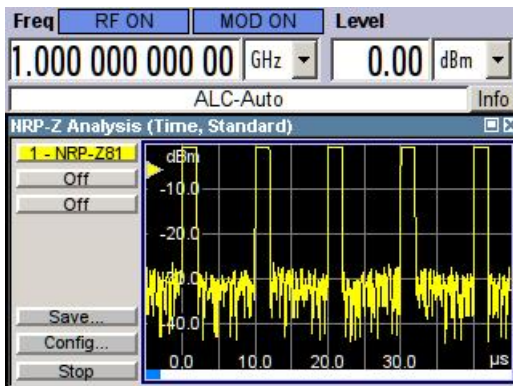 Freq RF ON MOD ON Level
1.000 000 000 00 GHz 0.00 dBm
ALC-Auto Info
NRP-Z Analysis (Time, Standard)
1 - NRP-Z81
Off
Off
Save...
Config...
Stop
dBm
-10.0
-20.0
-30.0
-40.0
0.0 10.0 20.0 30.0 µs